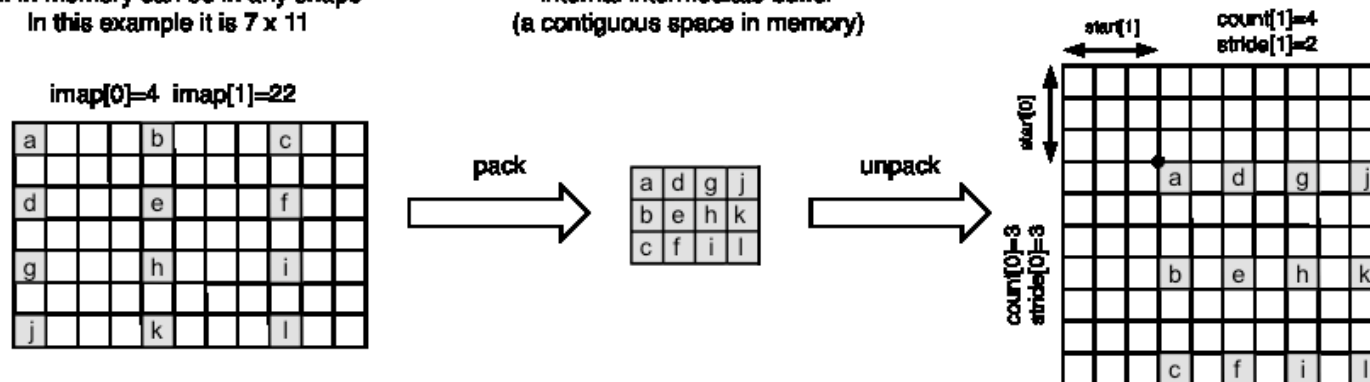 In this example it is 7 x 11
(a contiguous space in memory)
imap[0]=4 imap[1]=22
a b c
d e f
g h i
j k l
pack
a d g j
b e h k
c f i l
unpack
start[1]
count[1]=4
stride[1]=2
start[0]
count[0]=3
stride[0]=3
a d g j
b e h k
c f i l